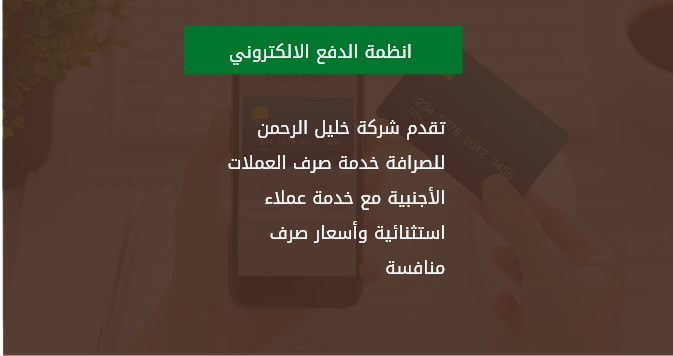 انظمة الدفع الالكتروني
تقدم شركة خليل الرحمن
للصرافة خدمة صرف العملات
الأجنبية مع خدمة عملاء
استثنائية وأسعار صرف
منافسة